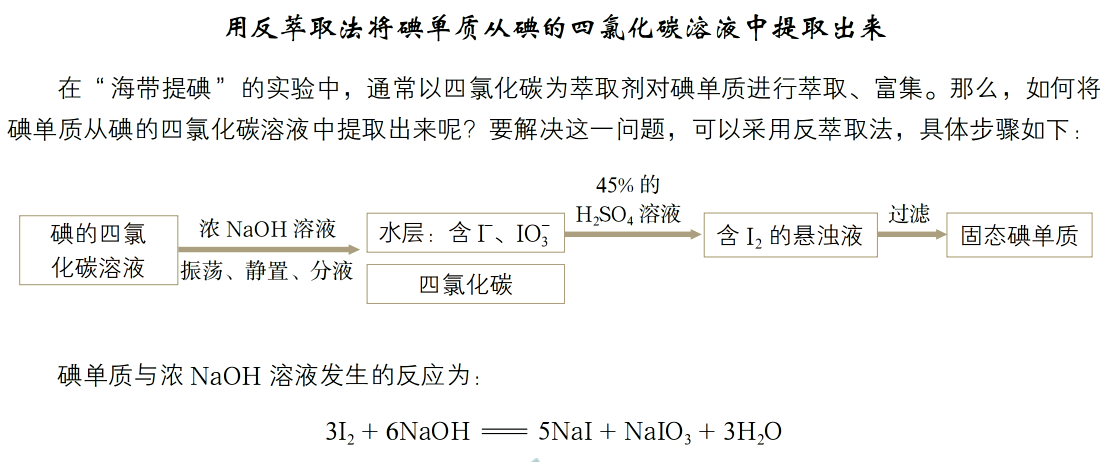 用反萃取法将碘单质从碘的四氯化碳溶液中提取出来
在“海带提碘”的实验中，通常以四氯化碳为萃取剂对碘单质进行萃取、富集。那么，如何将
碘单质从碘的四氯化碳溶液中提取出来呢？要解决这一问题，可以采用反萃取法，具体步骤如下：
碘的四氯
化碳溶液
浓 NaOH 溶液
振荡、静置、分液
水层：含 I⁻、IO₃⁻
四氯化碳
45% 的
H₂SO₄ 溶液
含 I₂ 的悬浊液
过滤
固态碘单质
碘单质与浓 NaOH 溶液发生的反应为：
3I₂ + 6NaOH == 5NaI + NaIO₃ + 3H₂O